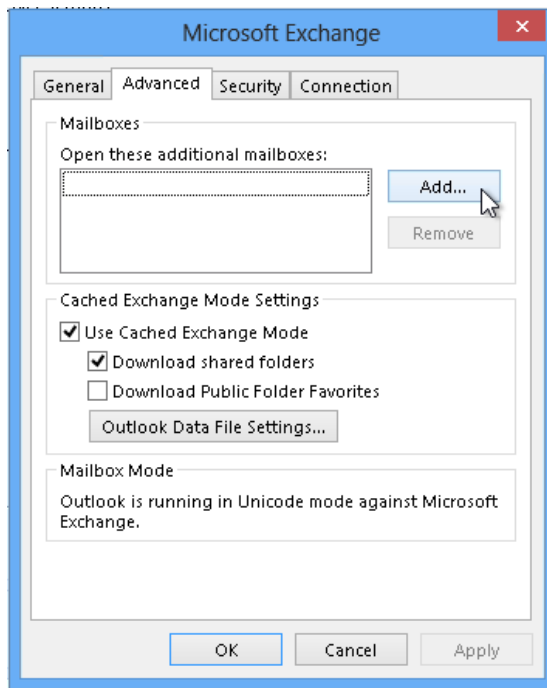 Microsoft Exchange
General Advanced Security Connection
Mailboxes
Open these additional mailboxes:
Add...
Remove
Cached Exchange Mode Settings
Use Cached Exchange Mode
Download shared folders
Download Public Folder Favorites
Outlook Data File Settings...
Mailbox Mode
Outlook is running in Unicode mode against Microsoft
Exchange.
OK Cancel Apply